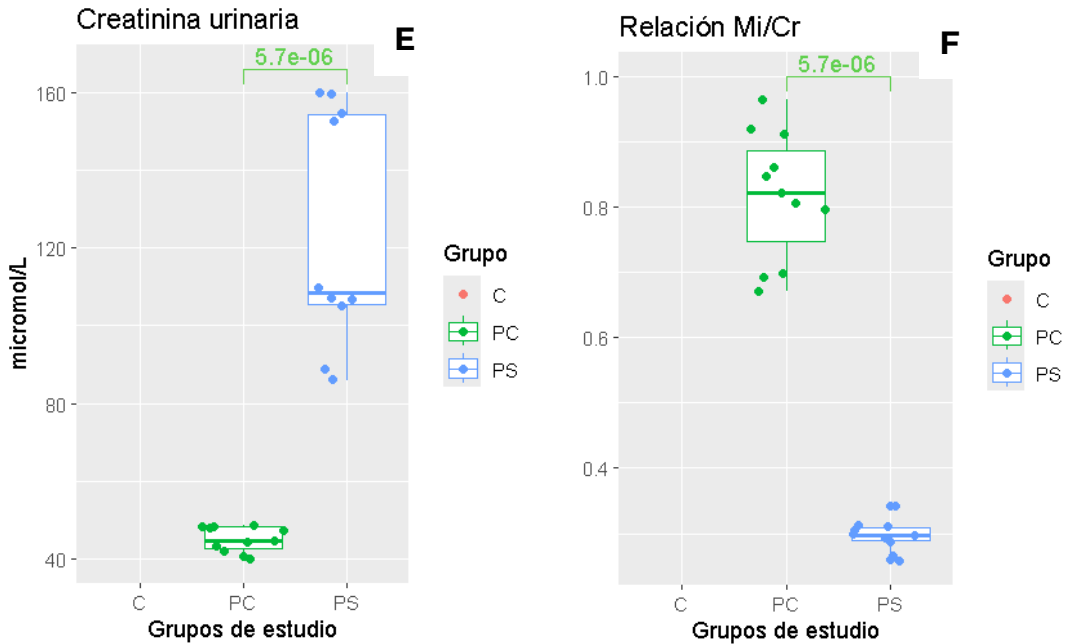 Creatinina urinaria
E
5.7e-06
160
120
80
40
micromol/L
C
PC
PS
Grupos de estudio
Grupo
C
PC
PS
Relación Mi/Cr
F
5.7e-06
1.0
0.8
0.6
0.4
C
PC
PS
Grupos de estudio
Grupo
C
PC
PS